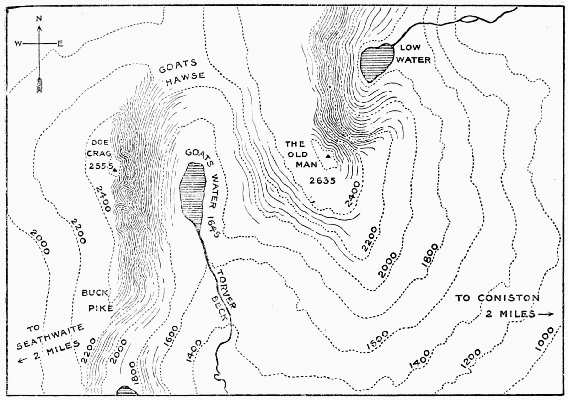 N
W E
S
GOATS
HAWSE
LOW
WATER
DOE
CRAG
2555
THE
OLD
MAN
2635
GOATS WATER 1645
2400
2400
2200
2000
2200
2000
1800
BUCK
PIKE
TORVER
BECK
TO CONISTON
2 MILES
TO
SEATHWAITE
2 MILES
2200
2000
1800
1600
1400
1600
1400
1200
1000